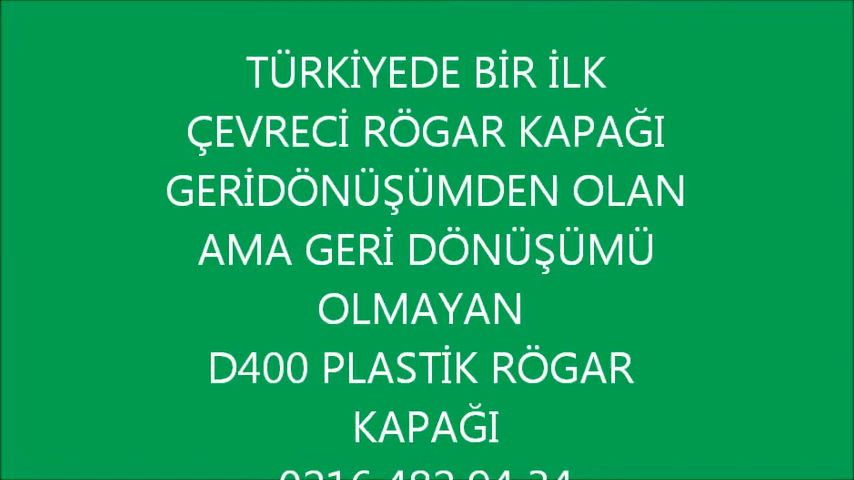 TÜRKİYEDE BİR İLK
ÇEVRECİ RÖGAR KAPAĞI
GERİDÖNÜŞÜMDEN OLAN
AMA GERİ DÖNÜŞÜMÜ
OLMAYAN
D400 PLASTİK RÖGAR
KAPAĞI